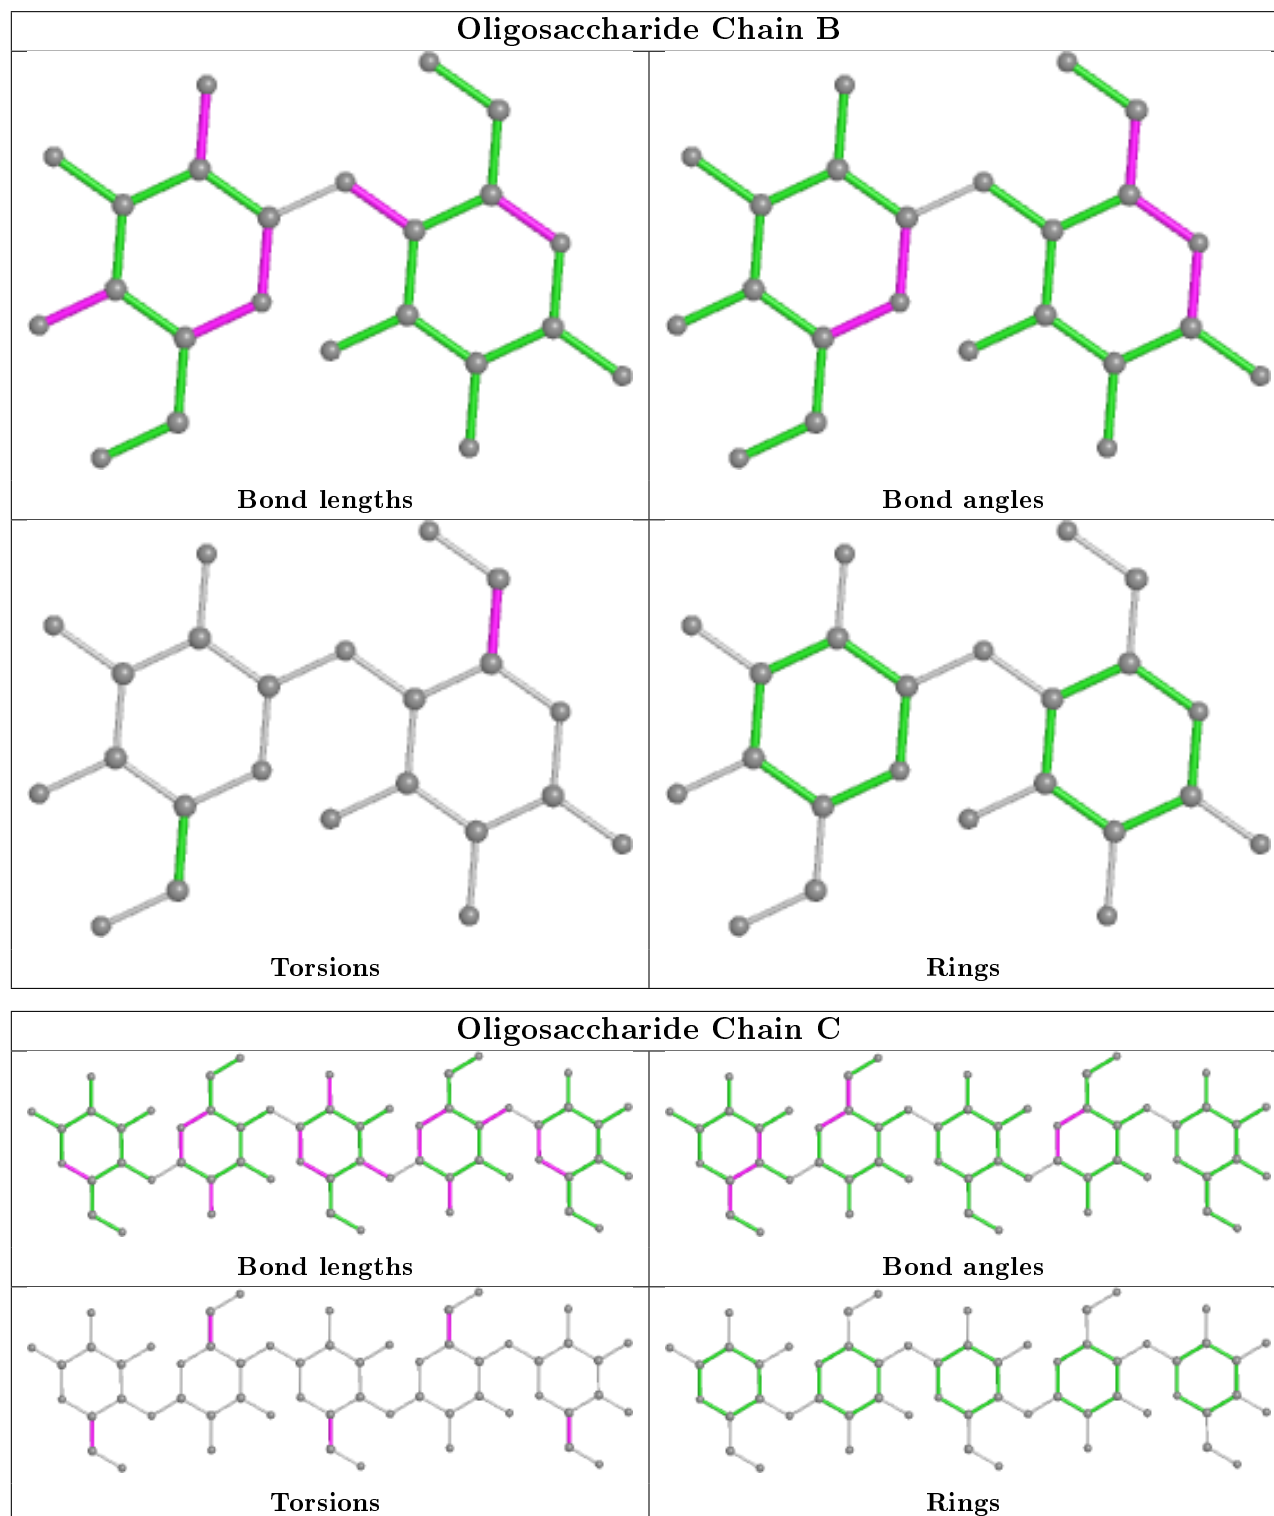 Oligosaccharide Chain B
Bond lengths
Bond angles
Torsions
Rings
Oligosaccharide Chain C
Bond lengths
Bond angles
Torsions
Rings